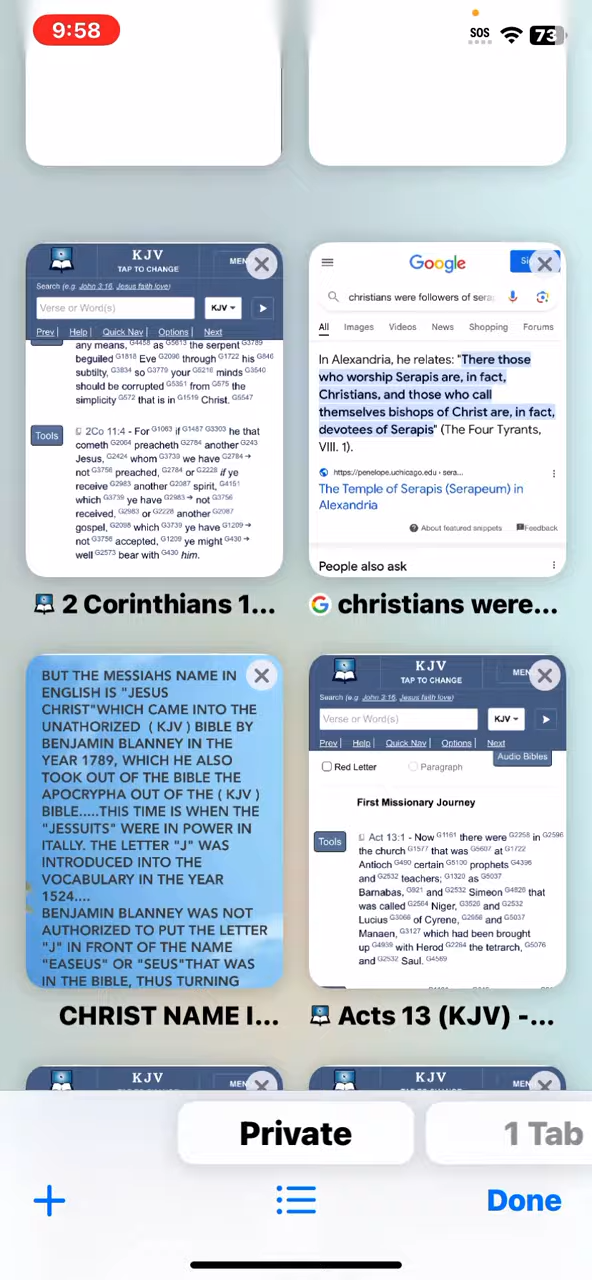 9:58
SOS
73
KJV
TAP TO CHANGE
MEN
Search (e.g. John 3:16, Jesus faith love)
Verse or Word(s)
KJV
Prev | Help | Quick Nav | Options | Next
any means, G4458 as G5613 the serpent G3789
beguiled G1818 Eve G2096 through G1722 his G846
subtilty, G3834 so G3779 your G5216 minds G3540
should be corrupted G5351 from G575 the
simplicity G572 that is in G1519 Christ. G5547
Tools
2Co 11:4 - For G1063 if G1487 G3303 he that
cometh G2064 preacheth G2784 another G243
Jesus, G2424 whom G3739 we have G2784 →
not G3756 preached, G2784 or G2228 if ye
receive G2983 another G2087 spirit, G4151
which G3739 ye have G2983 → not G3756
received, G2983 or G2228 another G2087
gospel, G2098 which G3739 ye have G1209 →
not G3756 accepted, G1209 ye might G430 →
well G2573 bear with G430 him.
2 Corinthians 1...
Google
Si
christians were followers of sera
All Images Videos News Shopping Forums
In Alexandria, he relates: "There those
who worship Serapis are, in fact,
Christians, and those who call
themselves bishops of Christ are, in fact,
devotees of Serapis" (The Four Tyrants,
VIII. 1).
https://penelope.uchicago.edu › sera...
The Temple of Serapis (Serapeum) in
Alexandria
About featured snippets Feedback
People also ask
christians were...
BUT THE MESSIAHS NAME IN
ENGLISH IS "JESUS
CHRIST"WHICH CAME INTO THE
UNATHORIZED ( KJV ) BIBLE BY
BENJAMIN BLANNEY IN THE
YEAR 1789, WHICH HE ALSO
TOOK OUT OF THE BIBLE THE
APOCRYPHA OUT OF THE ( KJV )
BIBLE.....THIS TIME IS WHEN THE
"JESSUITS" WERE IN POWER IN
ITALLY. THE LETTER "J" WAS
INTRODUCED INTO THE
VOCABULARY IN THE YEAR
1524....
BENJAMIN BLANNEY WAS NOT
AUTHORIZED TO PUT THE LETTER
"J" IN FRONT OF THE NAME
"EASEUS" OR "SEUS"THAT WAS
IN THE BIBLE, THUS TURNING
CHRIST NAME I...
KJV
TAP TO CHANGE
MEN
Search (e.g. John 3:16, Jesus faith love)
Verse or Word(s)
KJV
Prev | Help | Quick Nav | Options | Next
Audio Bibles
Red Letter Paragraph
First Missionary Journey
Tools
Act 13:1 - Now G1161 there were G2258 in G2596
the church G1577 that was G5607 at G1722
Antioch G490 certain G5100 prophets G4396
and G2532 teachers; G1320 as G5037
Barnabas, G921 and G2532 Simeon G4826 that
was called G2564 Niger, G3526 and G2532
Lucius G3066 of Cyrene, G2956 and G5037
Manaen, G3127 which had been brought
up G4939 with Herod G2264 the tetrarch, G5076
and G2532 Saul. G4569
Acts 13 (KJV) -...
KJV
TAP TO CHANGE
MEN
KJV
TAP TO CHANGE
MEN
Private
1 Tab
Done